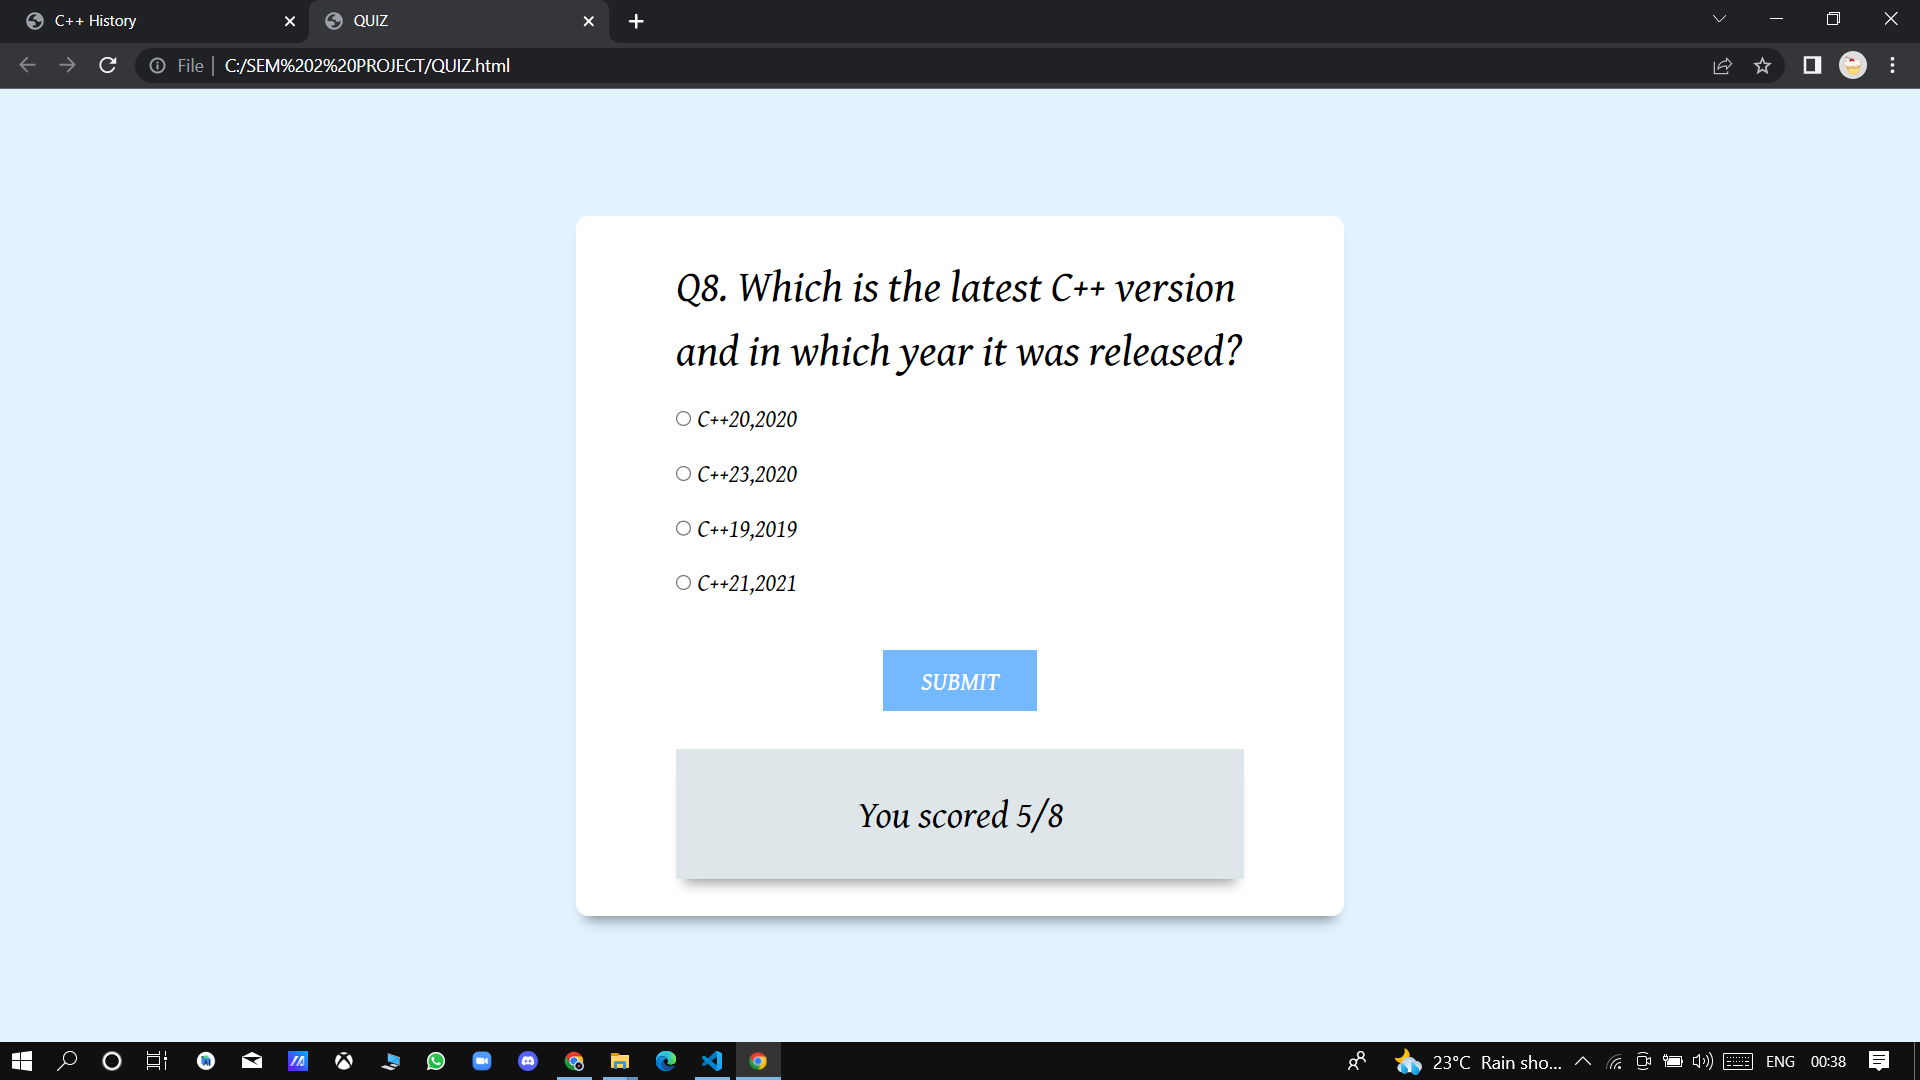 C++ History
QUIZ
File | C:/SEM%202%20PROJECT/QUIZ.html
Q8. Which is the latest C++ version
and in which year it was released?
C++20,2020
C++23,2020
C++19,2019
C++21,2021
SUBMIT
You scored 5/8
23°C Rain sho... ENG 00:38